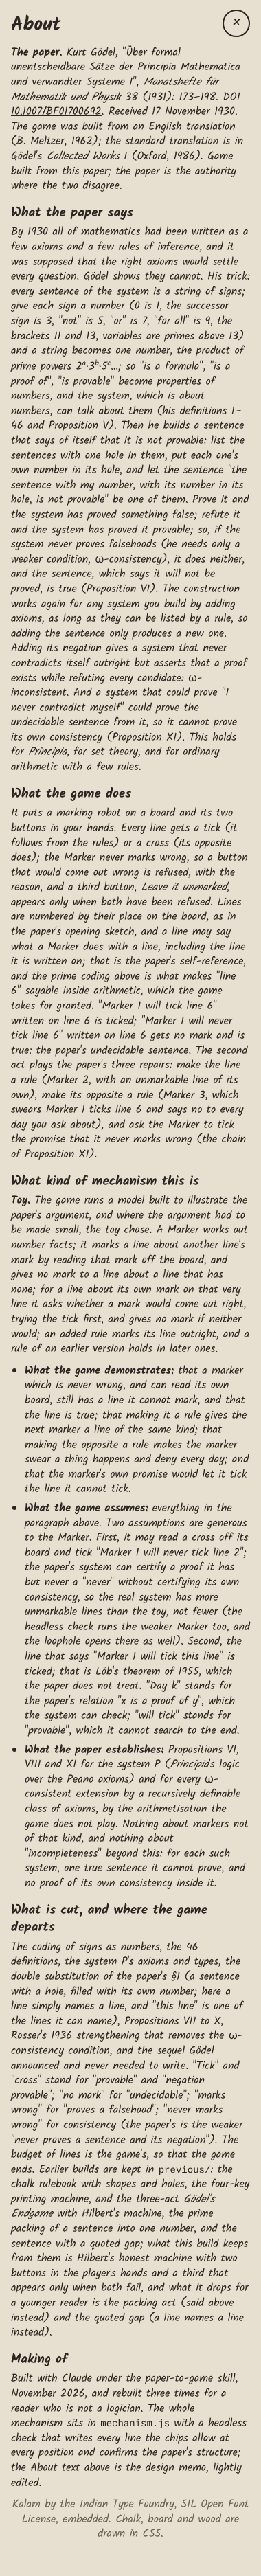 About
×
The paper. Kurt Gödel, "Über formal
unentscheidbare Sätze der Principia Mathematica
und verwandter Systeme I", Monatshefte für
Mathematik und Physik 38 (1931): 173–198. DOI
10.1007/BF01700692. Received 17 November 1930.
The game was built from an English translation
(B. Meltzer, 1962); the standard translation is in
Gödel's Collected Works I (Oxford, 1986). Game
built from this paper; the paper is the authority
where the two disagree.
What the paper says
By 1930 all of mathematics had been written as a
few axioms and a few rules of inference, and it
was supposed that the right axioms would settle
every question. Gödel shows they cannot. His trick:
every sentence of the system is a string of signs;
give each sign a number (0 is 1, the successor
sign is 3, "not" is 5, "or" is 7, "for all" is 9, the
brackets 11 and 13, variables are primes above 13)
and a string becomes one number, the product of
prime powers 2ᵃ·3ᵇ·5ᶜ…; so "is a formula", "is a
proof of", "is provable" become properties of
numbers, and the system, which is about
numbers, can talk about them (his definitions 1–
46 and Proposition V). Then he builds a sentence
that says of itself that it is not provable: list the
sentences with one hole in them, put each one's
own number in its hole, and let the sentence "the
sentence with my number, with its number in its
hole, is not provable" be one of them. Prove it and
the system has proved something false; refute it
and the system has proved it provable; so, if the
system never proves falsehoods (he needs only a
weaker condition, ω-consistency), it does neither,
and the sentence, which says it will not be
proved, is true (Proposition VI). The construction
works again for any system you build by adding
axioms, as long as they can be listed by a rule, so
adding the sentence only produces a new one.
Adding its negation gives a system that never
contradicts itself outright but asserts that a proof
exists while refuting every candidate: ω-
inconsistent. And a system that could prove "I
never contradict myself" could prove the
undecidable sentence from it, so it cannot prove
its own consistency (Proposition XI). This holds
for Principia, for set theory, and for ordinary
arithmetic with a few rules.
What the game does
It puts a marking robot on a board and its two
buttons in your hands. Every line gets a tick (it
follows from the rules) or a cross (its opposite
does); the Marker never marks wrong, so a button
that would come out wrong is refused, with the
reason, and a third button, Leave it unmarked,
appears only when both have been refused. Lines
are numbered by their place on the board, as in
the paper's opening sketch, and a line may say
what a Marker does with a line, including the line
it is written on; that is the paper's self-reference,
and the prime coding above is what makes "line
6" sayable inside arithmetic, which the game
takes for granted. "Marker 1 will tick line 6"
written on line 6 is ticked; "Marker 1 will never
tick line 6" written on line 6 gets no mark and is
true: the paper's undecidable sentence. The second
act plays the paper's three repairs: make the line
a rule (Marker 2, with an unmarkable line of its
own), make its opposite a rule (Marker 3, which
swears Marker 1 ticks line 6 and says no to every
day you ask about), and ask the Marker to tick
the promise that it never marks wrong (the chain
of Proposition XI).
What kind of mechanism this is
Toy. The game runs a model built to illustrate the
paper's argument, and where the argument had to
be made small, the toy chose. A Marker works out
number facts; it marks a line about another line's
mark by reading that mark off the board, and
gives no mark to a line about a line that has
none; for a line about its own mark on that very
line it asks whether a mark would come out right,
trying the tick first, and gives no mark if neither
would; an added rule marks its line outright, and a
rule of an earlier version holds in later ones.
• What the game demonstrates: that a marker
which is never wrong, and can read its own
board, still has a line it cannot mark, and that
the line is true; that making it a rule gives the
next marker a line of the same kind; that
making the opposite a rule makes the marker
swear a thing happens and deny every day; and
that the marker's own promise would let it tick
the line it cannot tick.
• What the game assumes: everything in the
paragraph above. Two assumptions are generous
to the Marker. First, it may read a cross off its
board and tick "Marker 1 will never tick line 2";
the paper's system can certify a proof it has
but never a "never" without certifying its own
consistency, so the real system has more
unmarkable lines than the toy, not fewer (the
headless check runs the weaker Marker too, and
the loophole opens there as well). Second, the
line that says "Marker 1 will tick this line" is
ticked; that is Löb's theorem of 1955, which
the paper does not treat. "Day k" stands for
the paper's relation "x is a proof of y", which
the system can check; "will tick" stands for
"provable", which it cannot search to the end.
• What the paper establishes: Propositions VI,
VIII and XI for the system P (Principia's logic
over the Peano axioms) and for every ω-
consistent extension by a recursively definable
class of axioms, by the arithmetisation the
game does not play. Nothing about markers not
of that kind, and nothing about
"incompleteness" beyond this: for each such
system, one true sentence it cannot prove, and
no proof of its own consistency inside it.
What is cut, and where the game
departs
The coding of signs as numbers, the 46
definitions, the system P's axioms and types, the
double substitution of the paper's §1 (a sentence
with a hole, filled with its own number; here a
line simply names a line, and "this line" is one of
the lines it can name), Propositions VII to X,
Rosser's 1936 strengthening that removes the ω-
consistency condition, and the sequel Gödel
announced and never needed to write. "Tick" and
"cross" stand for "provable" and "negation
provable"; "no mark" for "undecidable"; "marks
wrong" for "proves a falsehood"; "never marks
wrong" for consistency (the paper's is the weaker
"never proves a sentence and its negation"). The
budget of lines is the game's, so that the game
ends. Earlier builds are kept in previous/: the
chalk rulebook with shapes and holes, the four-key
printing machine, and the three-act Gödel's
Endgame with Hilbert's machine, the prime
packing of a sentence into one number, and the
sentence with a quoted gap; what this build keeps
from them is Hilbert's honest machine with two
buttons in the player's hands and a third that
appears only when both fail, and what it drops for
a younger reader is the packing act (said above
instead) and the quoted gap (a line names a line
instead).
Making of
Built with Claude under the paper-to-game skill,
November 2026, and rebuilt three times for a
reader who is not a logician. The whole
mechanism sits in mechanism.js with a headless
check that writes every line the chips allow at
every position and confirms the paper's structure;
the About text above is the design memo, lightly
edited.
Kalam by the Indian Type Foundry, SIL Open Font
License, embedded. Chalk, board and wood are
drawn in CSS.